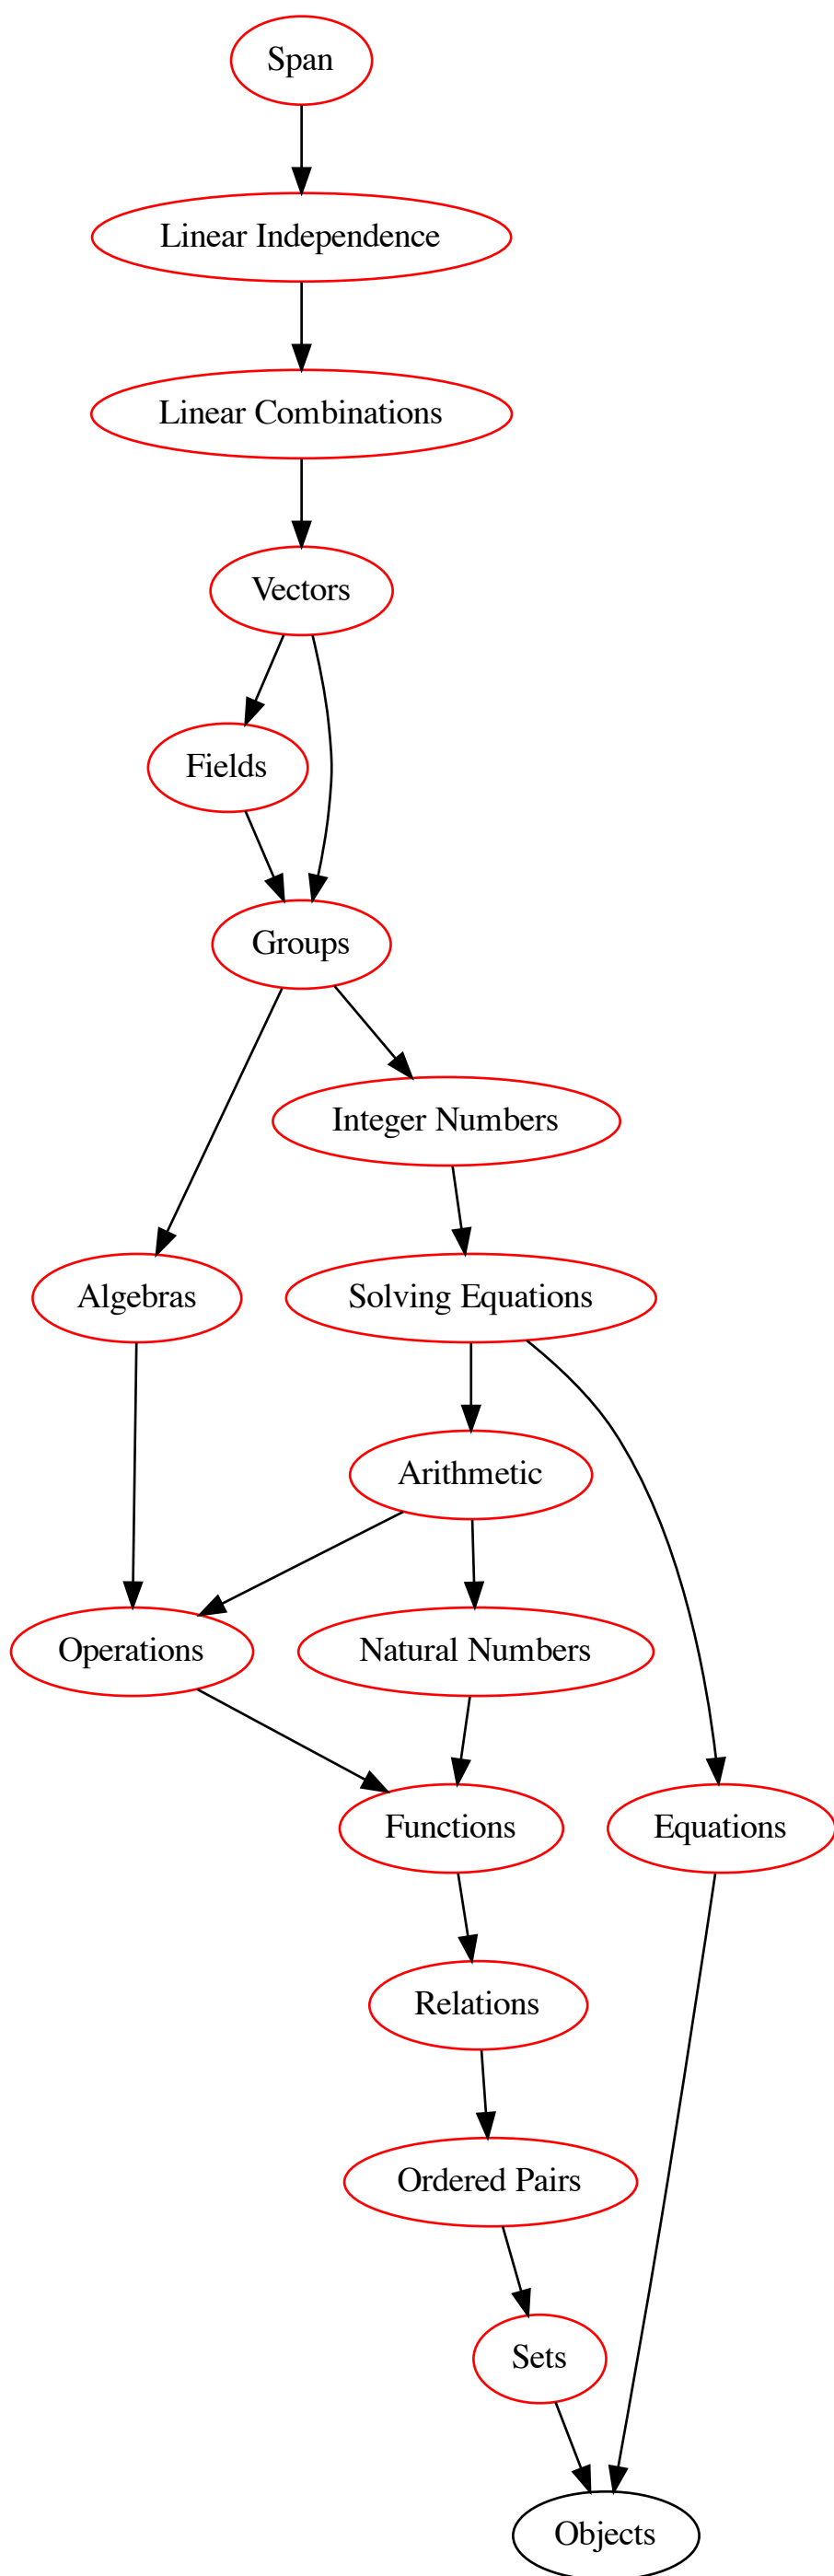 Span
Linear Independence
Linear Combinations
Vectors
Fields
Groups
Integer Numbers
Algebras
Solving Equations
Arithmetic
Operations
Natural Numbers
Functions
Equations
Relations
Ordered Pairs
Sets
Objects